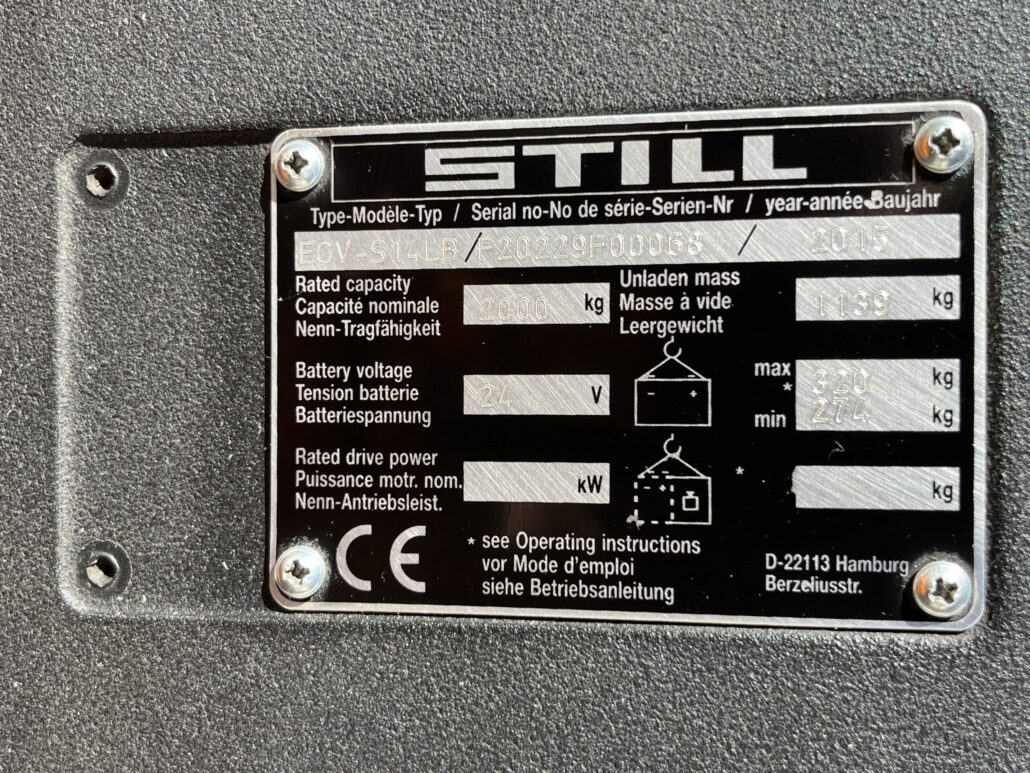 STILL
Type-Modèle-Typ / Serial no-No de série-Serien-Nr / year-année-Baujahr
EGV-S14LB / F20229F00068 / 2015
Rated capacity
Capacité nominale
Nenn-Tragfähigkeit
2000 kg
Unladen mass
Masse à vide
Leergewicht
1139 kg
Battery voltage
Tension batterie
Batteriespannung
24 V
- +
max 320 kg
*
min 274 kg
Rated drive power
Puissance motr. nom.
Nenn-Antriebsleist.
kW
- +
* kg
CE
* see Operating instructions
vor Mode d'emploi
siehe Betriebsanleitung
D-22113 Hamburg
Berzeliusstr.